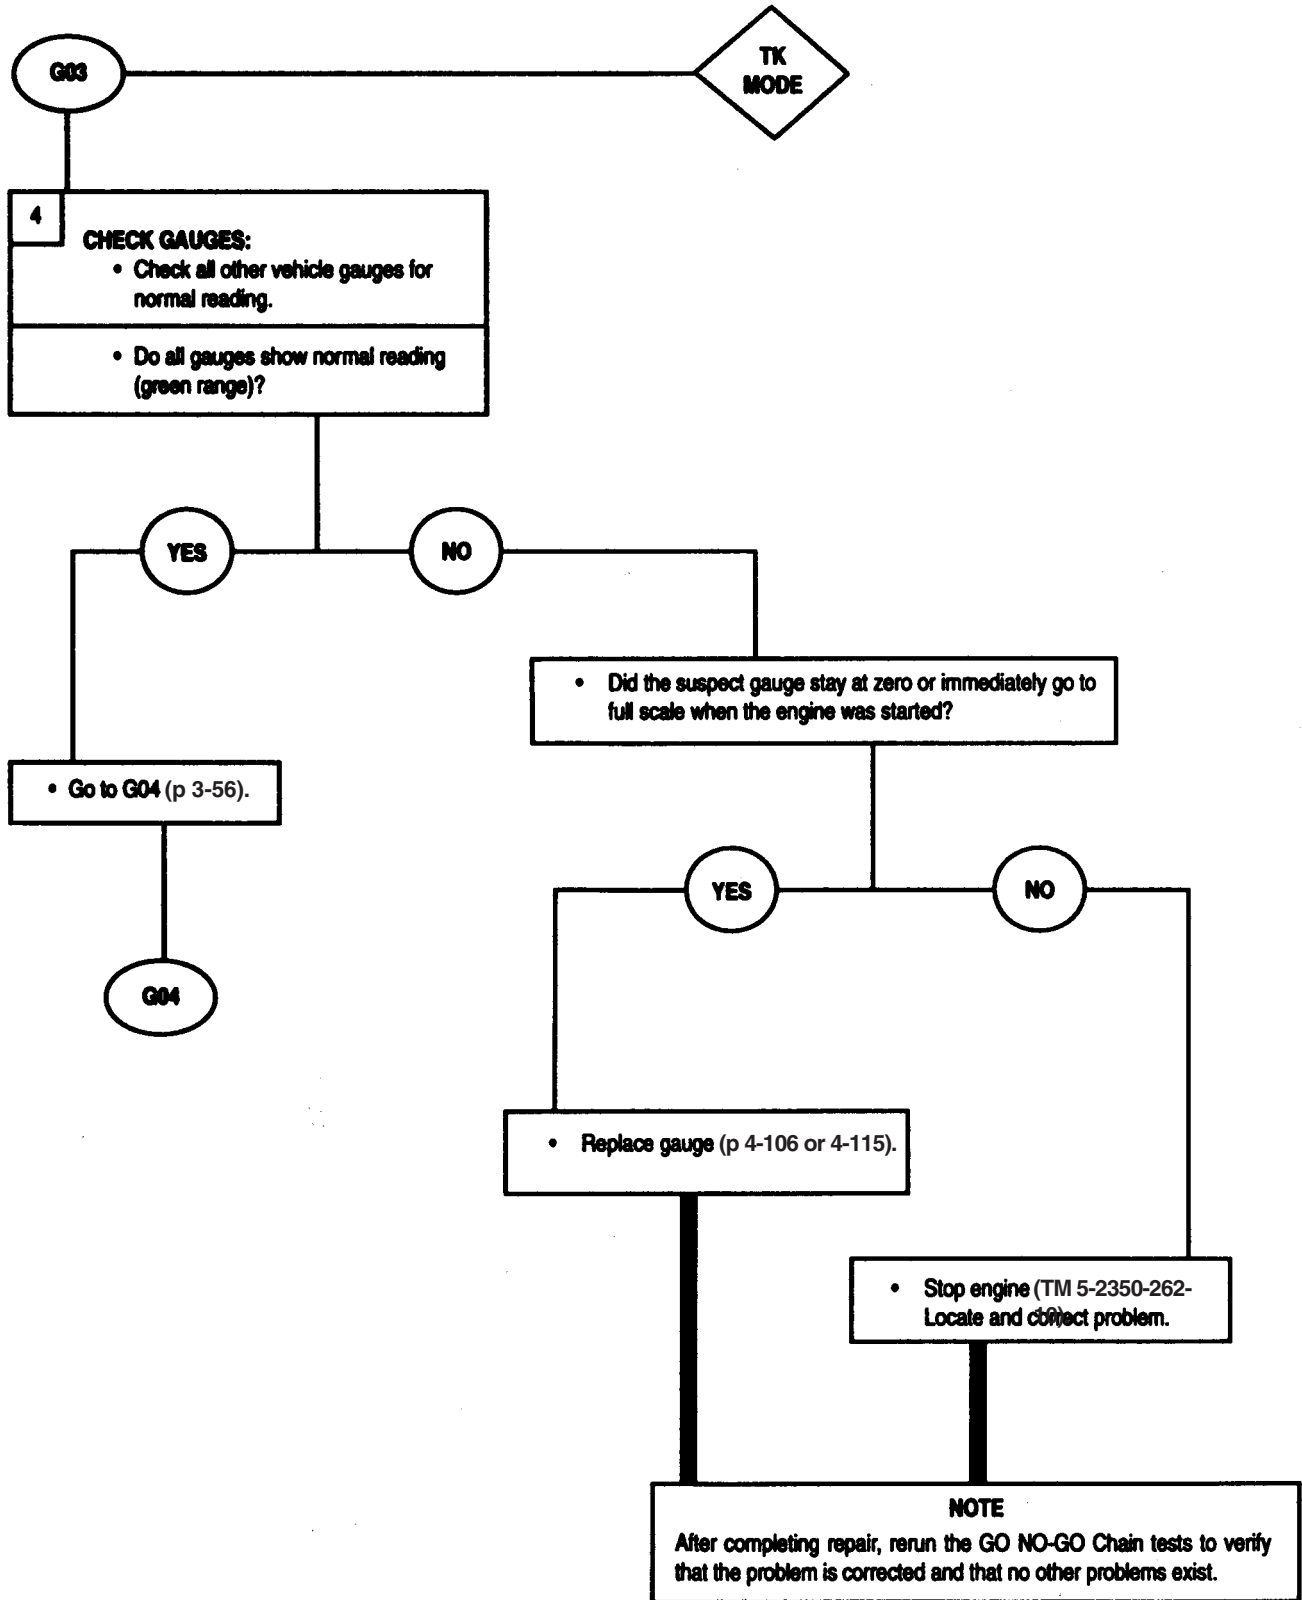 G03
TK
MODE
4
CHECK GAUGES:
• Check all other vehicle gauges for
normal reading.
• Do all gauges show normal reading
(green range)?
YES
NO
• Did the suspect gauge stay at zero or immediately go to
full scale when the engine was started?
• Go to G04 (p 3-56).
YES
NO
G04
• Replace gauge (p 4-106 or 4-115).
• Stop engine (TM 5-2350-262-
10).
Locate and correct problem.
NOTE
After completing repair, rerun the GO NO-GO Chain tests to verify
that the problem is corrected and that no other problems exist.